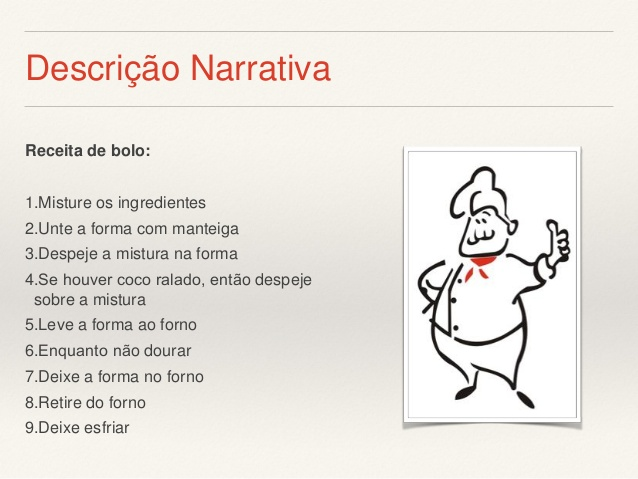 Descrição Narrativa
Receita de bolo:
1.Misture os ingredientes
2.Unte a forma com manteiga
3.Despeje a mistura na forma
4.Se houver coco ralado, então despeje
sobre a mistura
5.Leve a forma ao forno
6.Enquanto não dourar
7.Deixe a forma no forno
8.Retire do forno
9.Deixe esfriar